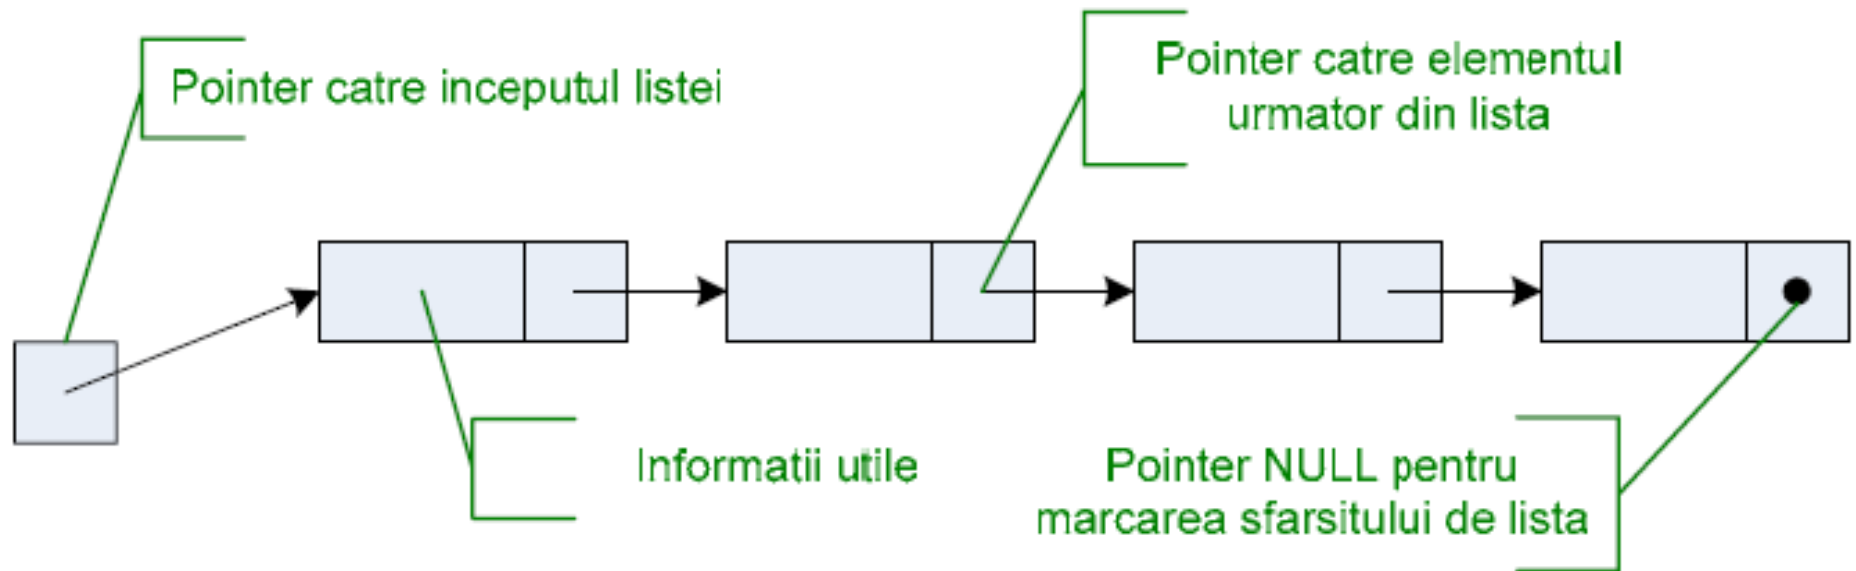 Pointer catre inceputul listei
Pointer catre elementul
urmator din lista
Informatii utile
Pointer NULL pentru
marcarea sfarsitului de lista